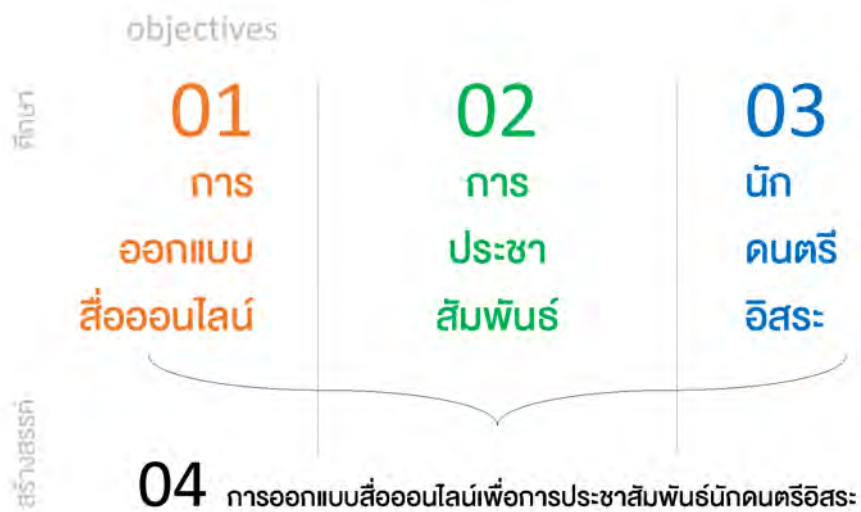 objectives
ศึกษา
01
การ
ออกแบบ
สื่อออนไลน์
02
การ
ประชา
สัมพันธ์
03
นัก
ดนตรี
อิสระ
สร้างสรรค์
04 การออกแบบสื่อออนไลน์เพื่อการประชาสัมพันธ์นักดนตรีอิสระ